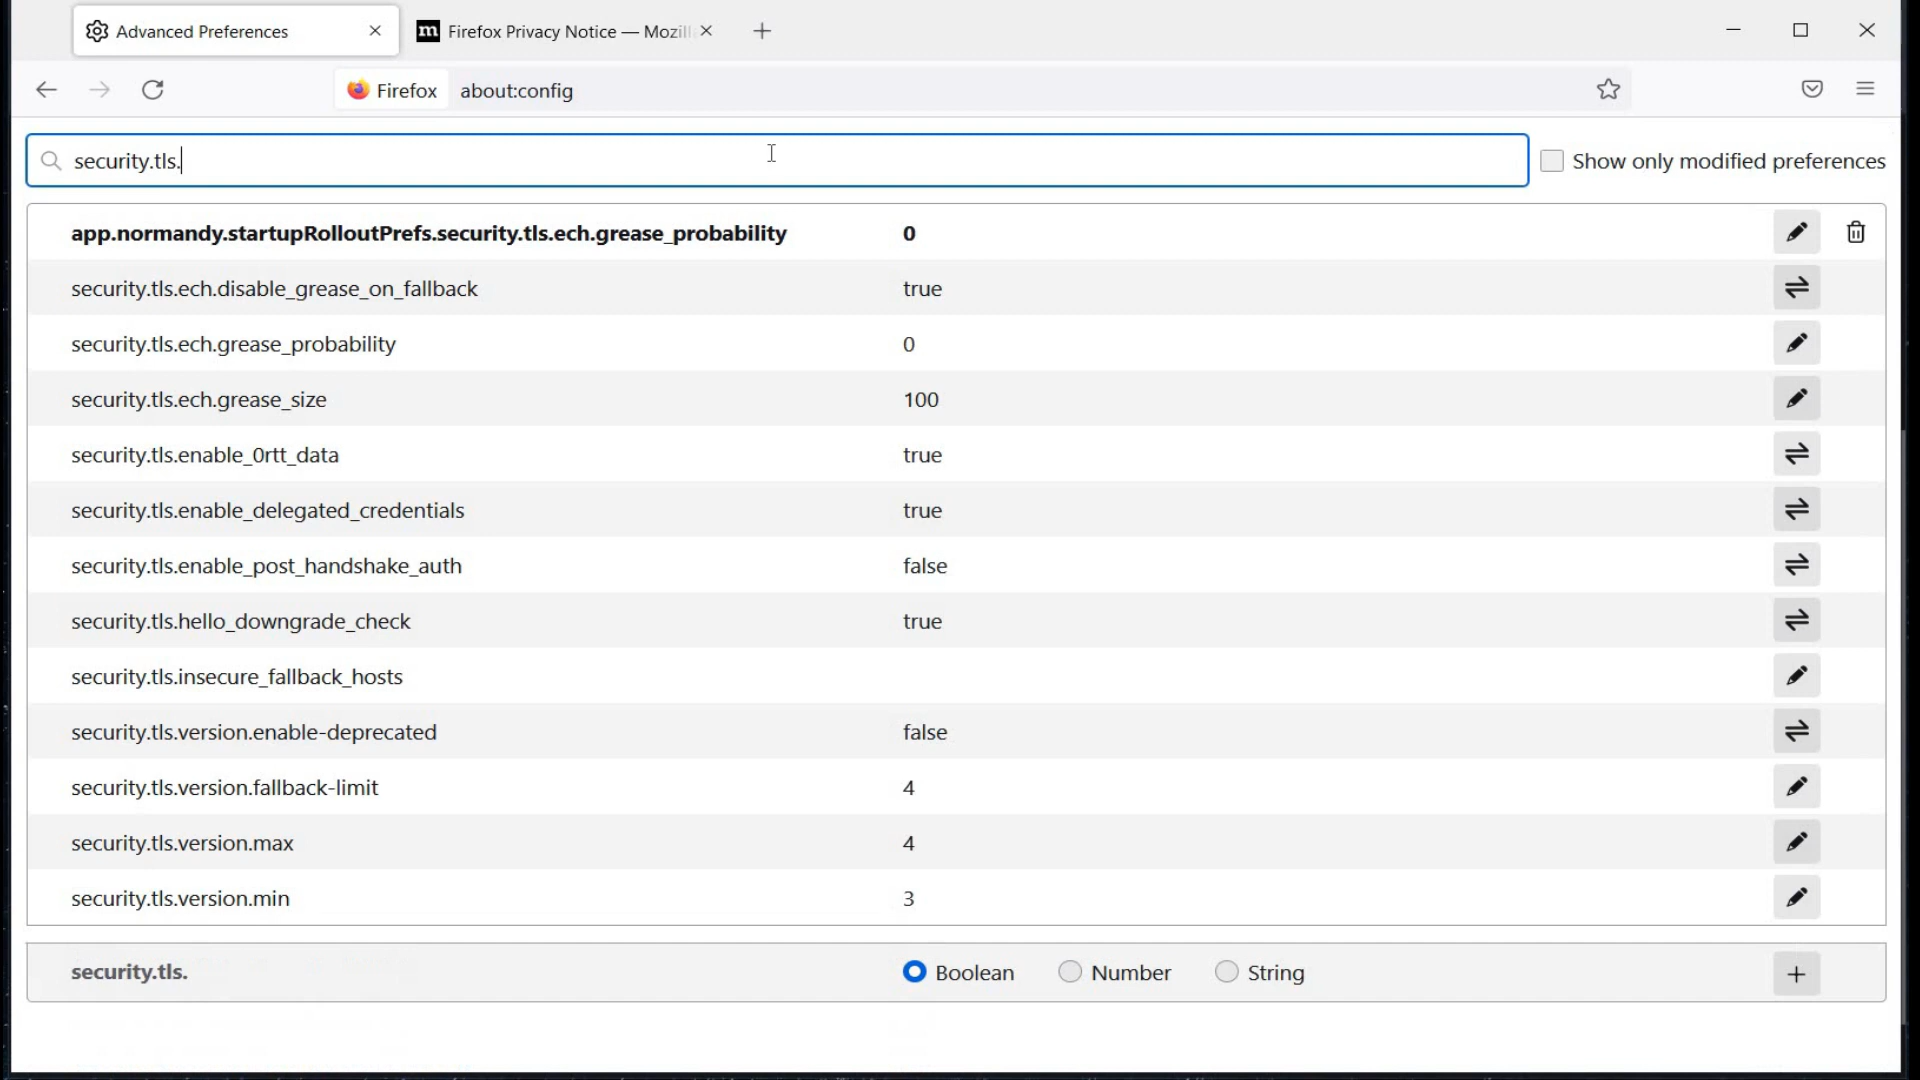 Advanced Preferences
Firefox Privacy Notice — Mozill
Firefox about:config
security.tls.
Show only modified preferences
app.normandy.startupRolloutPrefs.security.tls.ech.grease_probability 0
security.tls.ech.disable_grease_on_fallback true
security.tls.ech.grease_probability 0
security.tls.ech.grease_size 100
security.tls.enable_0rtt_data true
security.tls.enable_delegated_credentials true
security.tls.enable_post_handshake_auth false
security.tls.hello_downgrade_check true
security.tls.insecure_fallback_hosts
security.tls.version.enable-deprecated false
security.tls.version.fallback-limit 4
security.tls.version.max 4
security.tls.version.min 3
security.tls. Boolean Number String